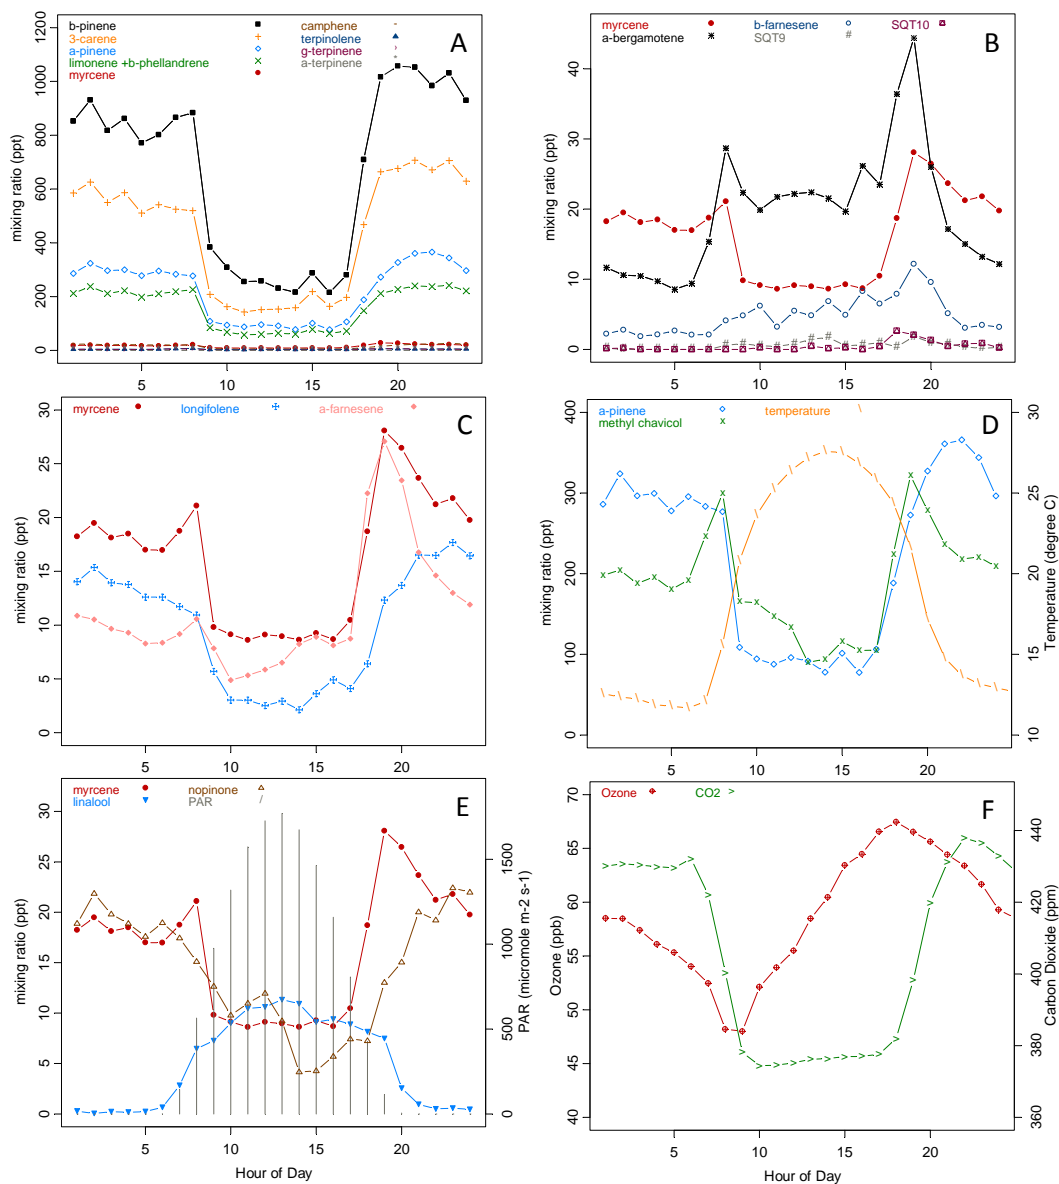 b-pinene
3-carene
a-pinene
limonene +b-phellandrene
myrcene
camphene
terpinolene
g-terpinene
a-terpinene
A
mixing ratio (ppt)
0 200 400 600 800 1000 1200
5 10 15 20
myrcene
a-bergamotene
b-farnesene
SQT9 #
SQT10
B
mixing ratio (ppt)
0 10 20 30 40
5 10 15 20
myrcene
longifolene
a-farnesene
C
mixing ratio (ppt)
0 5 10 15 20 25 30
5 10 15 20
a-pinene
methyl chavicol
temperature
D
mixing ratio (ppt)
0 100 200 300 400
Temperature (degree C)
10 15 20 25 30
5 10 15 20
myrcene
linalool
nopinone
PAR
E
mixing ratio (ppt)
0 5 10 15 20 25 30
PAR (micromole m-2 s-1)
0 500 1000 1500
5 10 15 20
Hour of Day
Ozone
CO2
F
Ozone (ppb)
40 45 50 55 60 65 70
Carbon Dioxide (ppm)
360 380 400 420 440
5 10 15 20
Hour of Day